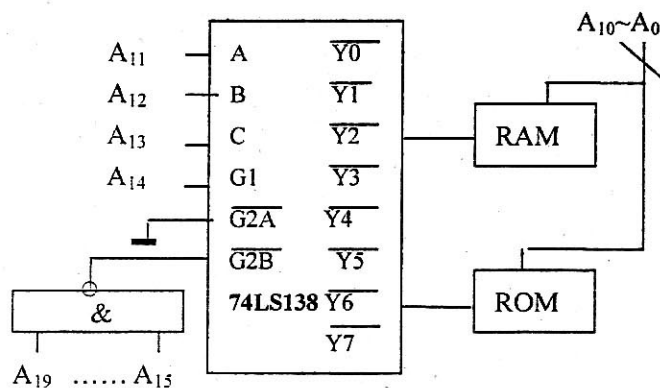 A10~A0
A11 A Y0
A12 B Y1
A13 C Y2 RAM
A14 G1 Y3
G2A Y4
G2B Y5
& 74LS138 Y6 ROM
Y7
A19 ...... A15